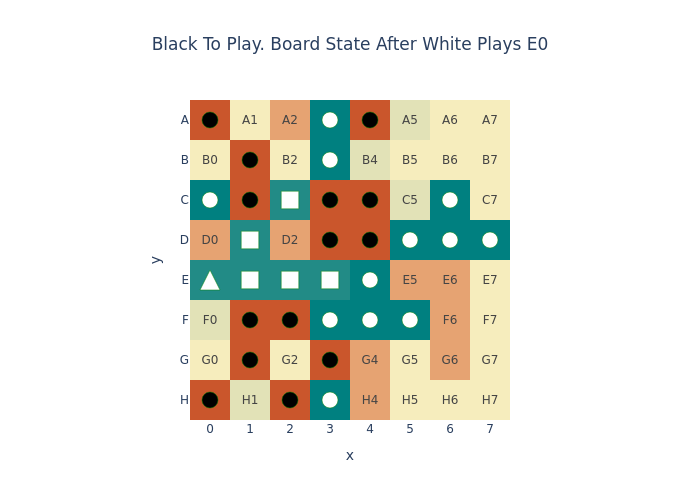 Black To Play. Board State After White Plays E0
A A1 A2 A5 A6 A7
B B0 B2 B4 B5 B6 B7
C C5 C7
D D0 D2
E E5 E6 E7
F F0 F6 F7
G G0 G2 G4 G5 G6 G7
H H1 H4 H5 H6 H7
0 1 2 3 4 5 6 7
x
y